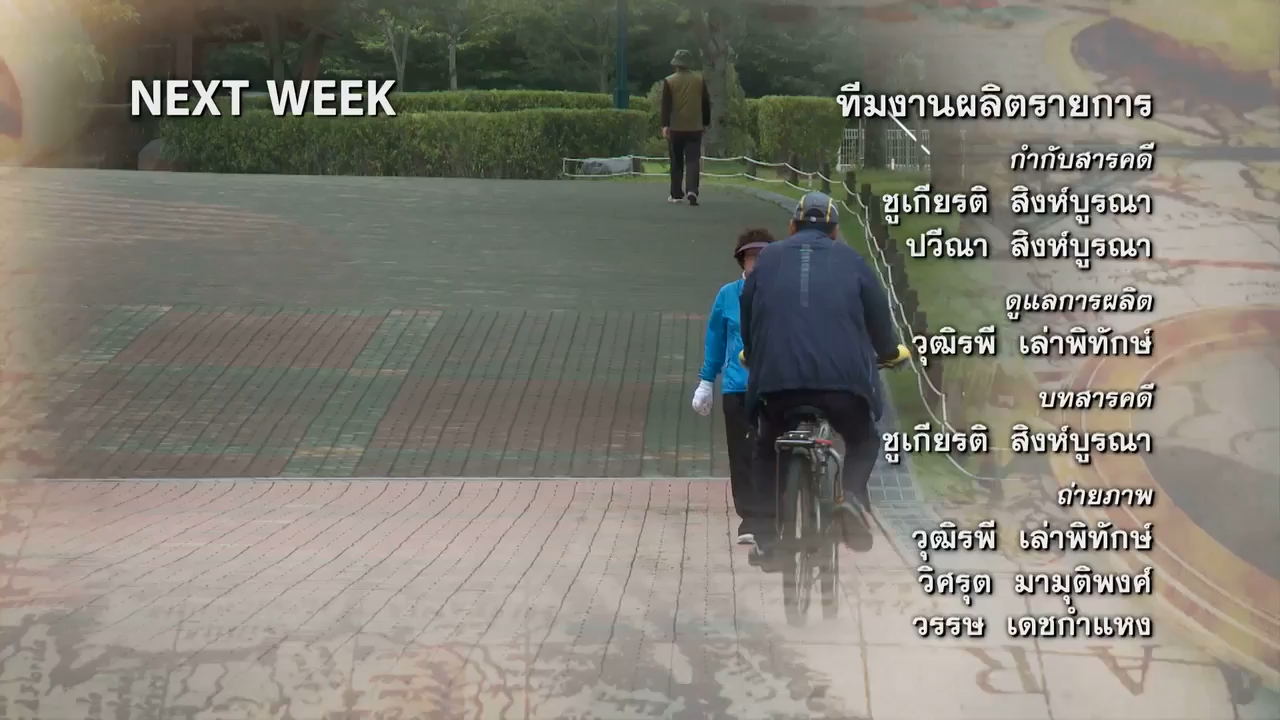 NEXT WEEK
ทีมงานผลิตรายการ
กำกับสารคดี
ชูเกียรติ สิงห์บูรณา
ปวีณา สิงห์บูรณา
ดูแลการผลิต
วุฒิรพี เล่าพิทักษ์
บทสารคดี
ชูเกียรติ สิงห์บูรณา
ถ่ายภาพ
วุฒิรพี เล่าพิทักษ์
วิศรุต มามุติพงศ์
วรรษ เดชกำแหง